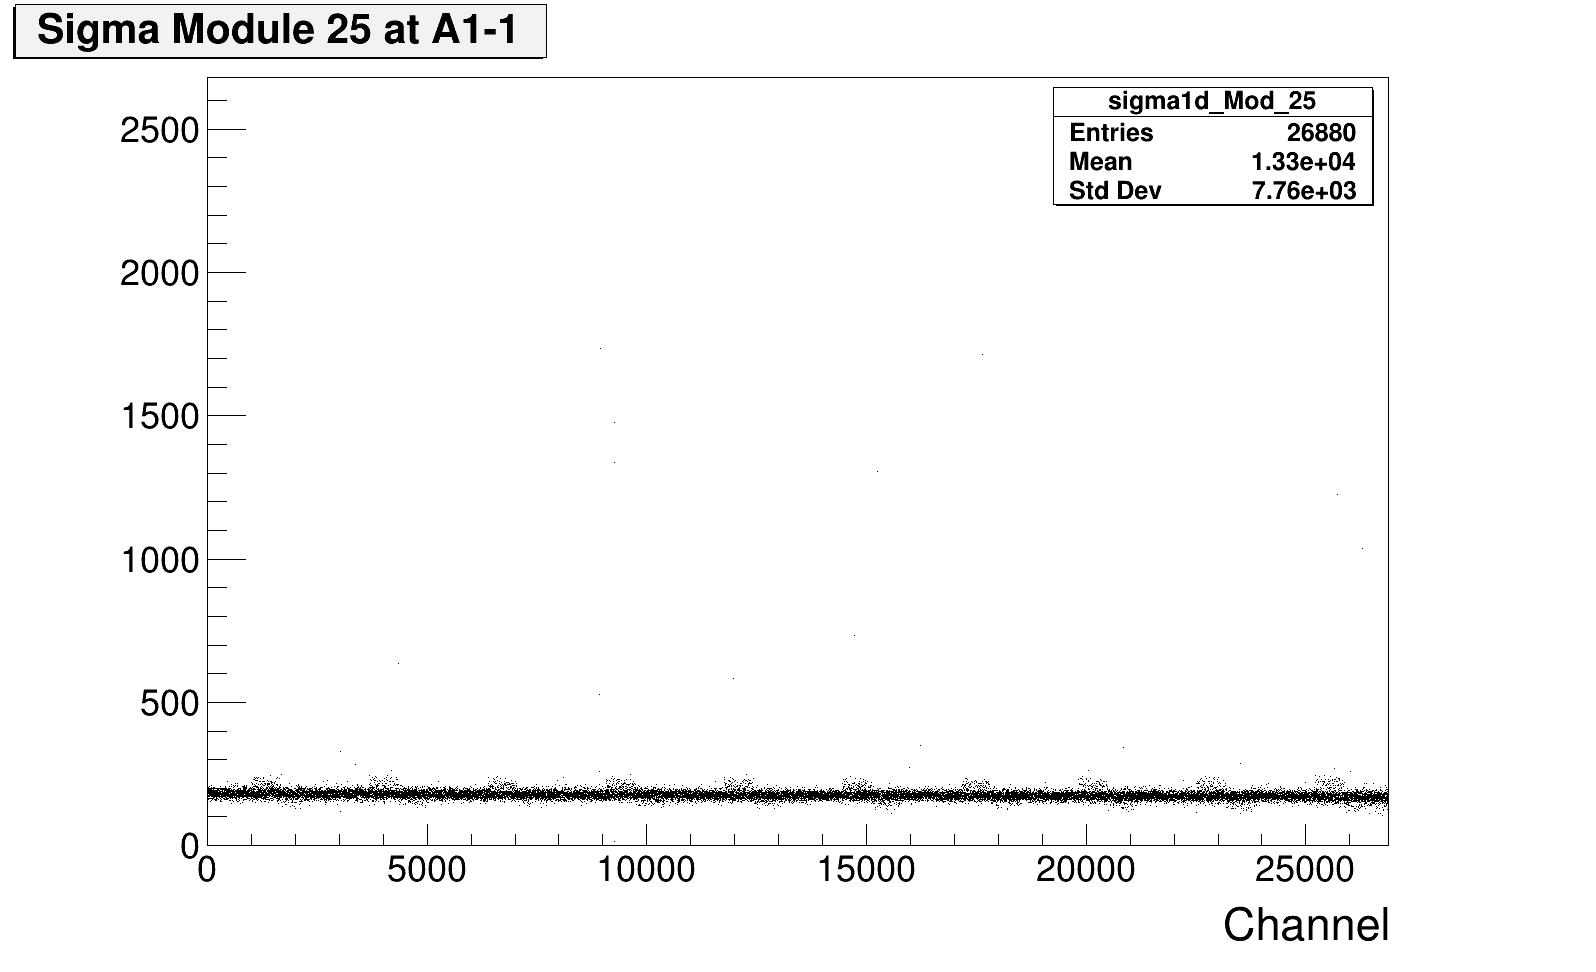 Sigma Module 25 at A1-1
sigma1d_Mod_25
Entries 26880
Mean 1.33e+04
Std Dev 7.76e+03
2500
2000
1500
1000
500
0
0 5000 10000 15000 20000 25000
Channel